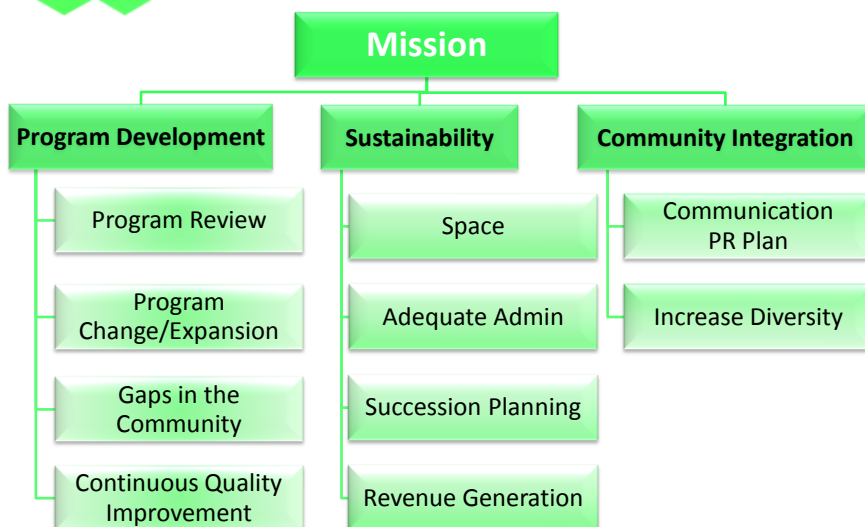 Mission
Program Development
Program Review
Program
Change/Expansion
Gaps in the
Community
Continuous Quality
Improvement
Sustainability
Space
Adequate Admin
Succession Planning
Revenue Generation
Community Integration
Communication
PR Plan
Increase Diversity